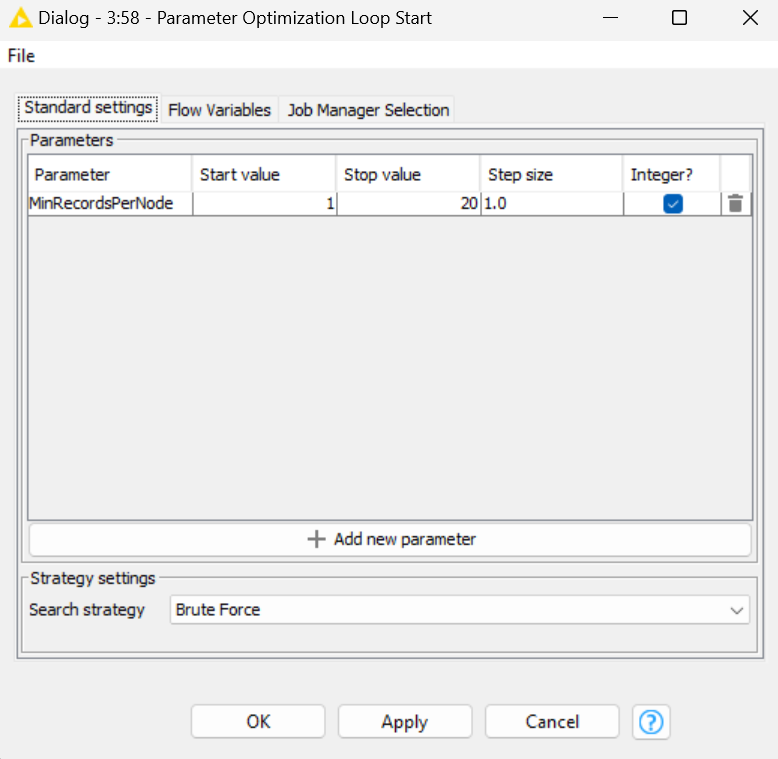 Dialog - 3:58 - Parameter Optimization Loop Start
File
Standard settings Flow Variables Job Manager Selection
Parameters
Parameter Start value Stop value Step size Integer?
MinRecordsPerNode 1 20 1.0
Add new parameter
Strategy settings
Search strategy Brute Force
OK Apply Cancel ?